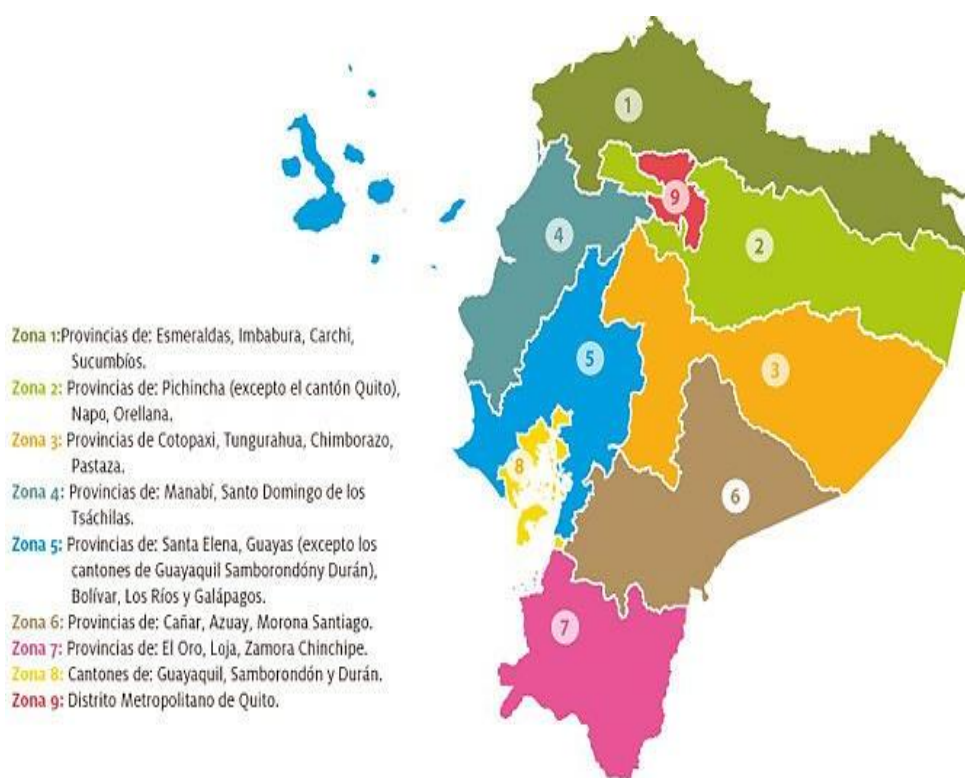 1
9
4
2
5
3
8
6
7
Zona 1:Provincias de: Esmeraldas, Imbabura, Carchi,
Sucumbíos.
Zona 2: Provincias de: Pichincha (excepto el cantón Quito),
Napo, Orellana.
Zona 3: Provincias de Cotopaxi, Tungurahua, Chimborazo,
Pastaza.
Zona 4: Provincias de: Manabí, Santo Domingo de los
Tsáchilas.
Zona 5: Provincias de: Santa Elena, Guayas (excepto los
cantones de Guayaquil Samborondóny Durán),
Bolívar, Los Ríos y Galápagos.
Zona 6: Provincias de: Cañar, Azuay, Morona Santiago.
Zona 7: Provincias de: El Oro, Loja, Zamora Chinchipe.
Zona 8: Cantones de: Guayaquil, Samborondón y Durán.
Zona 9: Distrito Metropolitano de Quito.